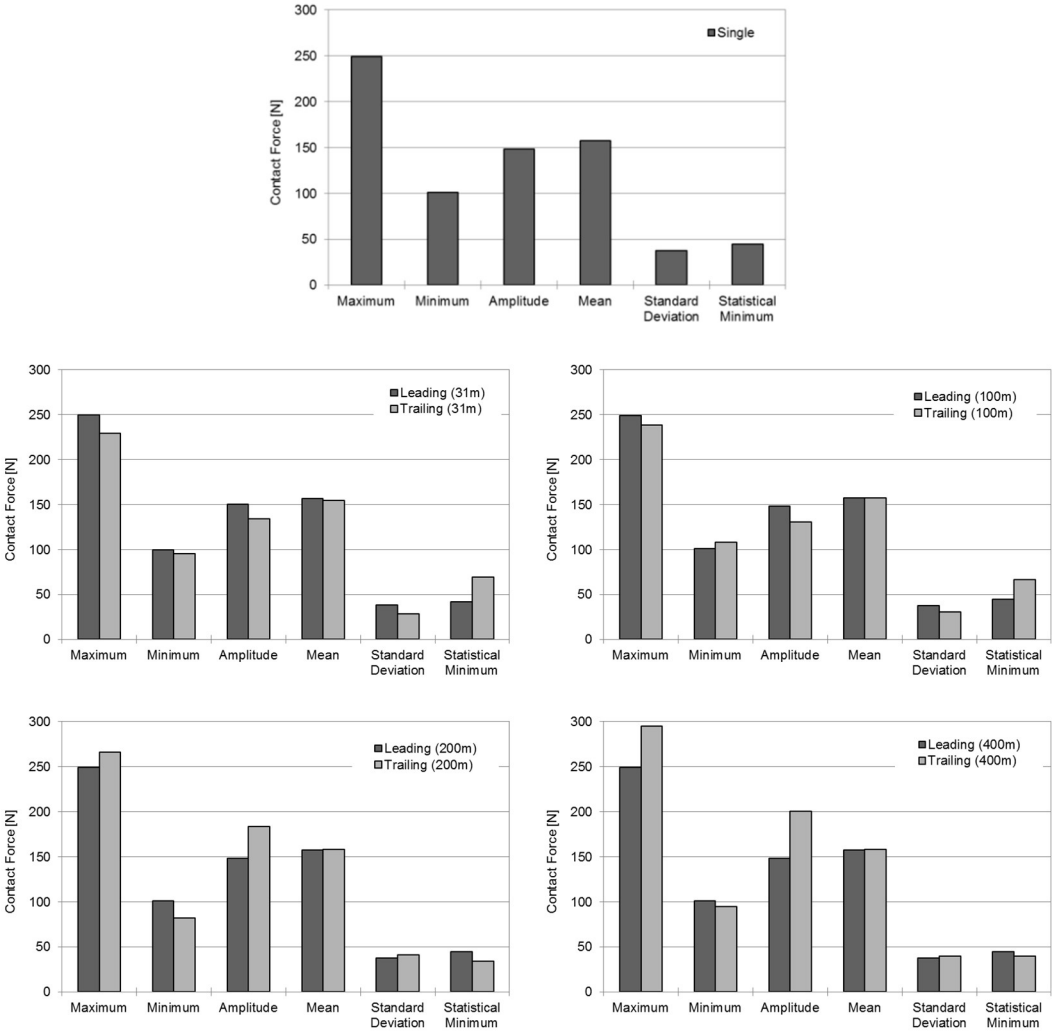 Single
Contact Force [N]
300
250
200
150
100
50
0
Maximum Minimum Amplitude Mean Standard Deviation Statistical Minimum
Leading (31m)
Trailing (31m)
Contact Force [N]
300
250
200
150
100
50
0
Maximum Minimum Amplitude Mean Standard Deviation Statistical Minimum
Leading (100m)
Trailing (100m)
Contact Force [N]
300
250
200
150
100
50
0
Maximum Minimum Amplitude Mean Standard Deviation Statistical Minimum
Leading (200m)
Trailing (200m)
Contact Force [N]
300
250
200
150
100
50
0
Maximum Minimum Amplitude Mean Standard Deviation Statistical Minimum
Leading (400m)
Trailing (400m)
Contact Force [N]
300
250
200
150
100
50
0
Maximum Minimum Amplitude Mean Standard Deviation Statistical Minimum